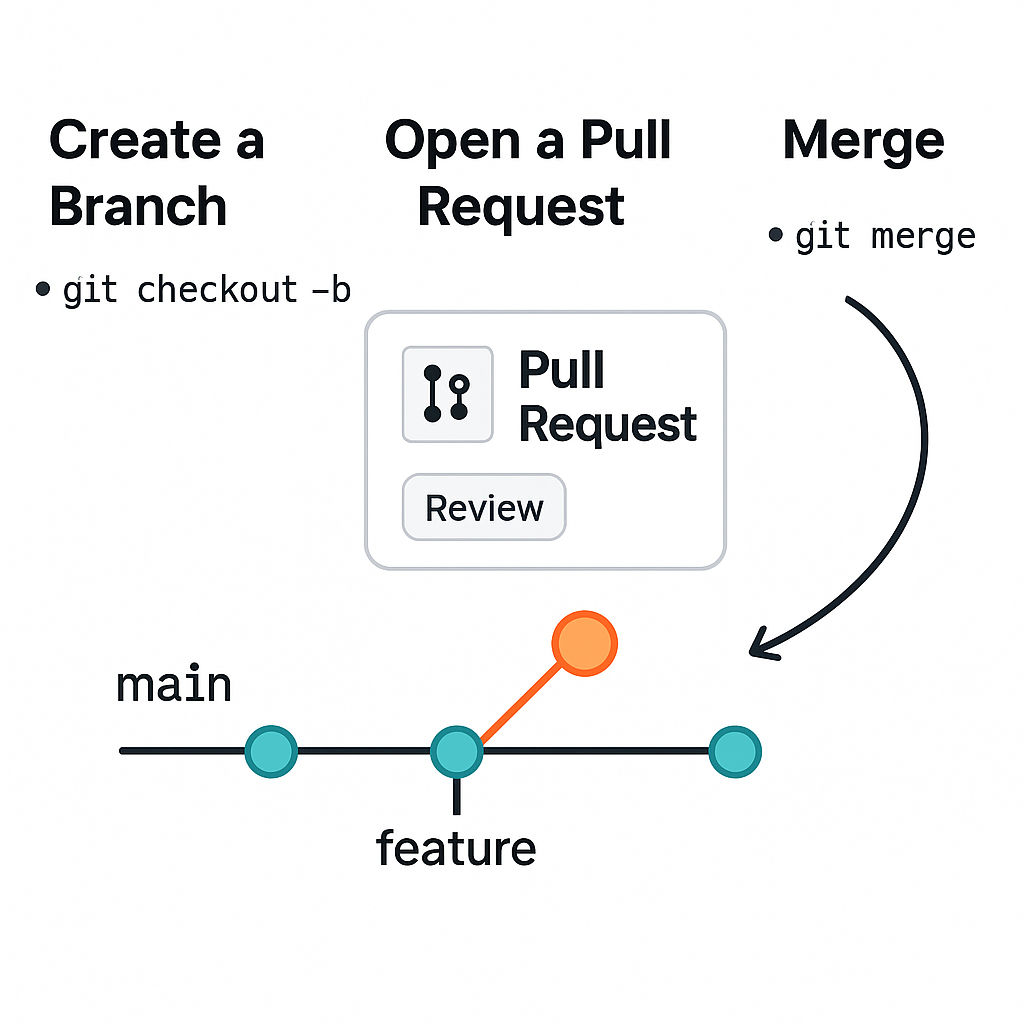 Create a
Branch
• git checkout –b
Open a Pull
Request
Pull
Request
Review
Merge
• git merge
main
feature